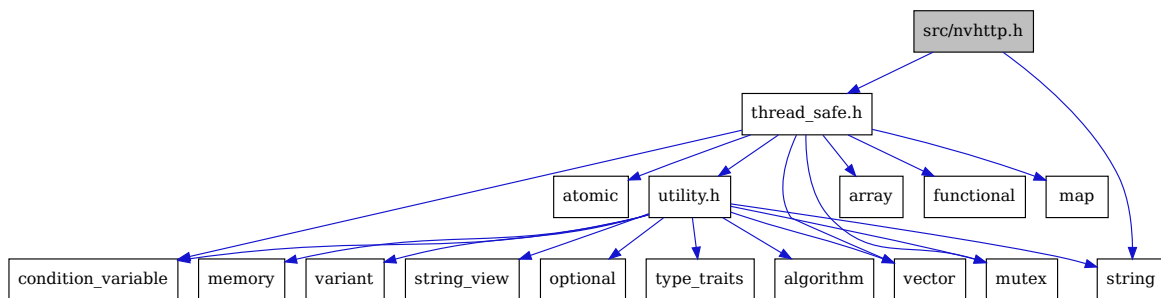 src/nvhttp.h
thread_safe.h
atomic
utility.h
array
functional
map
condition_variable
memory
variant
string_view
optional
type_traits
algorithm
vector
mutex
string